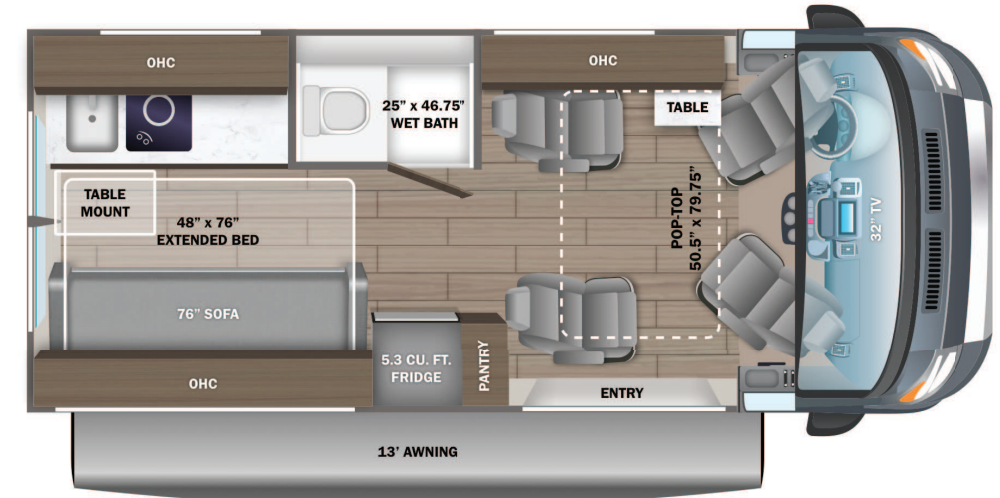 OHC
OHC
25" x 46.75"
WET BATH
TABLE
TABLE
MOUNT
48" x 76"
EXTENDED BED
POP-TOP
50.5" x 79.75"
32" TV
76" SOFA
5.3 CU. FT.
FRIDGE
PANTRY
OHC
ENTRY
13' AWNING